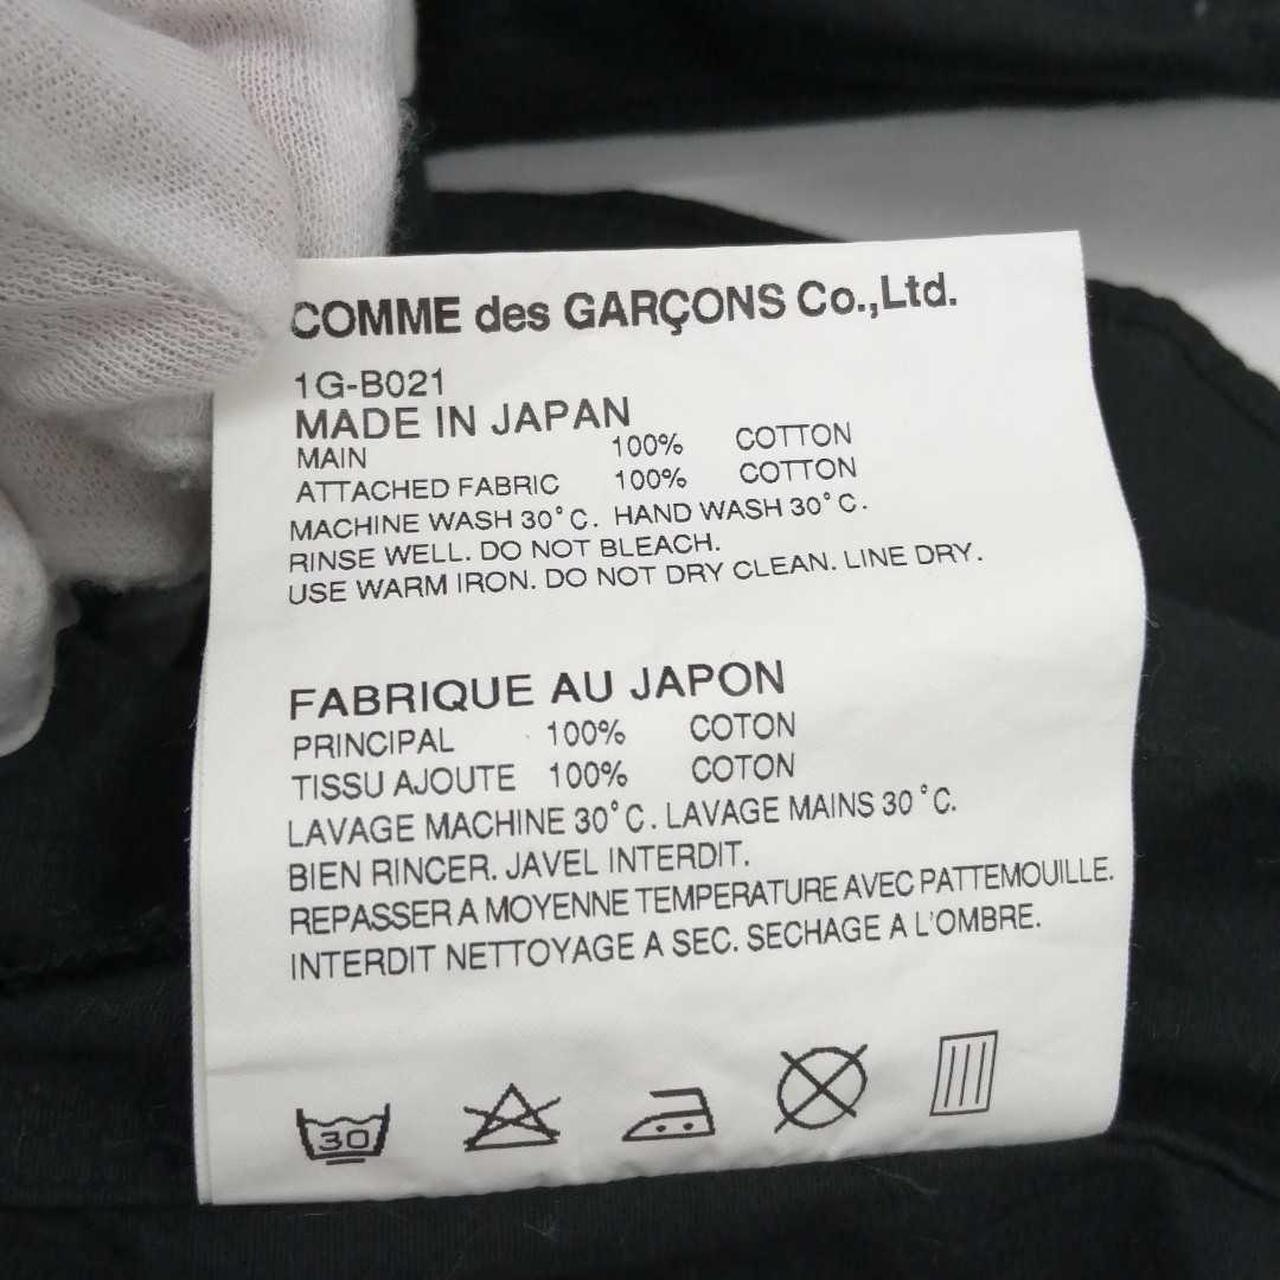 COMME des GARÇONS Co.,Ltd.
1G-B021
MADE IN JAPAN
MAIN 100% COTTON
ATTACHED FABRIC 100% COTTON
MACHINE WASH 30°C. HAND WASH 30°C.
RINSE WELL. DO NOT BLEACH.
USE WARM IRON. DO NOT DRY CLEAN. LINE DRY.
FABRIQUE AU JAPON
PRINCIPAL 100% COTON
TISSU AJOUTE 100% COTON
LAVAGE MACHINE 30°C. LAVAGE MAINS 30°C.
BIEN RINCER. JAVEL INTERDIT.
REPASSER A MOYENNE TEMPERATURE AVEC PATTEMOUILLE.
INTERDIT NETTOYAGE A SEC. SECHAGE A L'OMBRE.
30